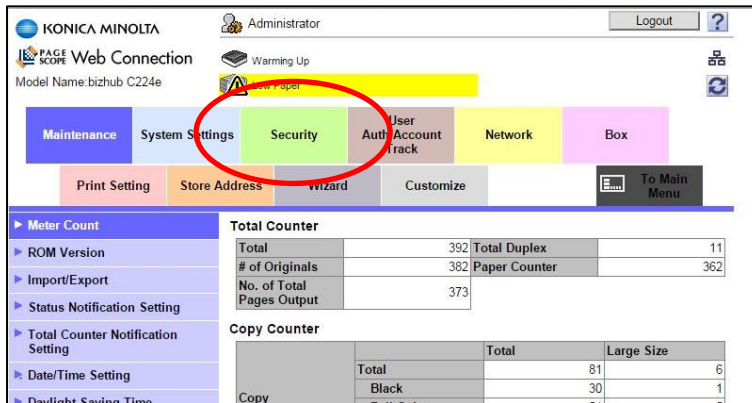 KONICA MINOLTA
Administrator
Logout
?
PAGE SCOPE Web Connection
Warming Up
Model Name:bizhub C224e
Low Paper
Maintenance
System Settings
Security
User
Auth/Account
Track
Network
Box
Print Setting
Store Address
Wizard
Customize
To Main
Menu
Meter Count
ROM Version
Import/Export
Status Notification Setting
Total Counter Notification
Setting
Date/Time Setting
Daylight Saving Time
Total Counter
Total 392 Total Duplex 11
# of Originals 382 Paper Counter 362
No. of Total
Pages Output 373
Copy Counter
Total Large Size
Total 81 6
Black 30 1
Copy